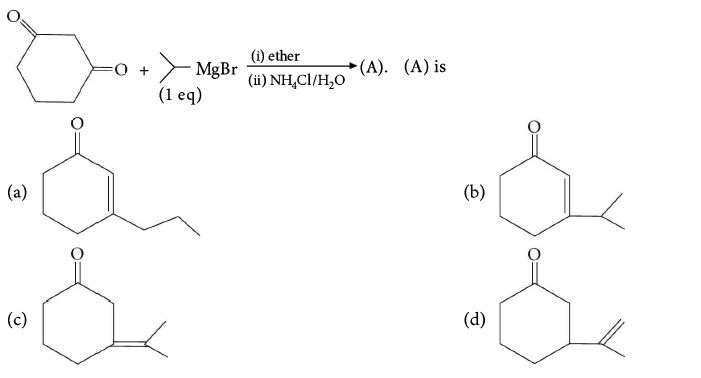 O
O + MgBr (i) ether (A). (A) is
(1 eq) (ii) NH₄Cl/H₂O
O O
(a) (b)
O O
(c) (d)